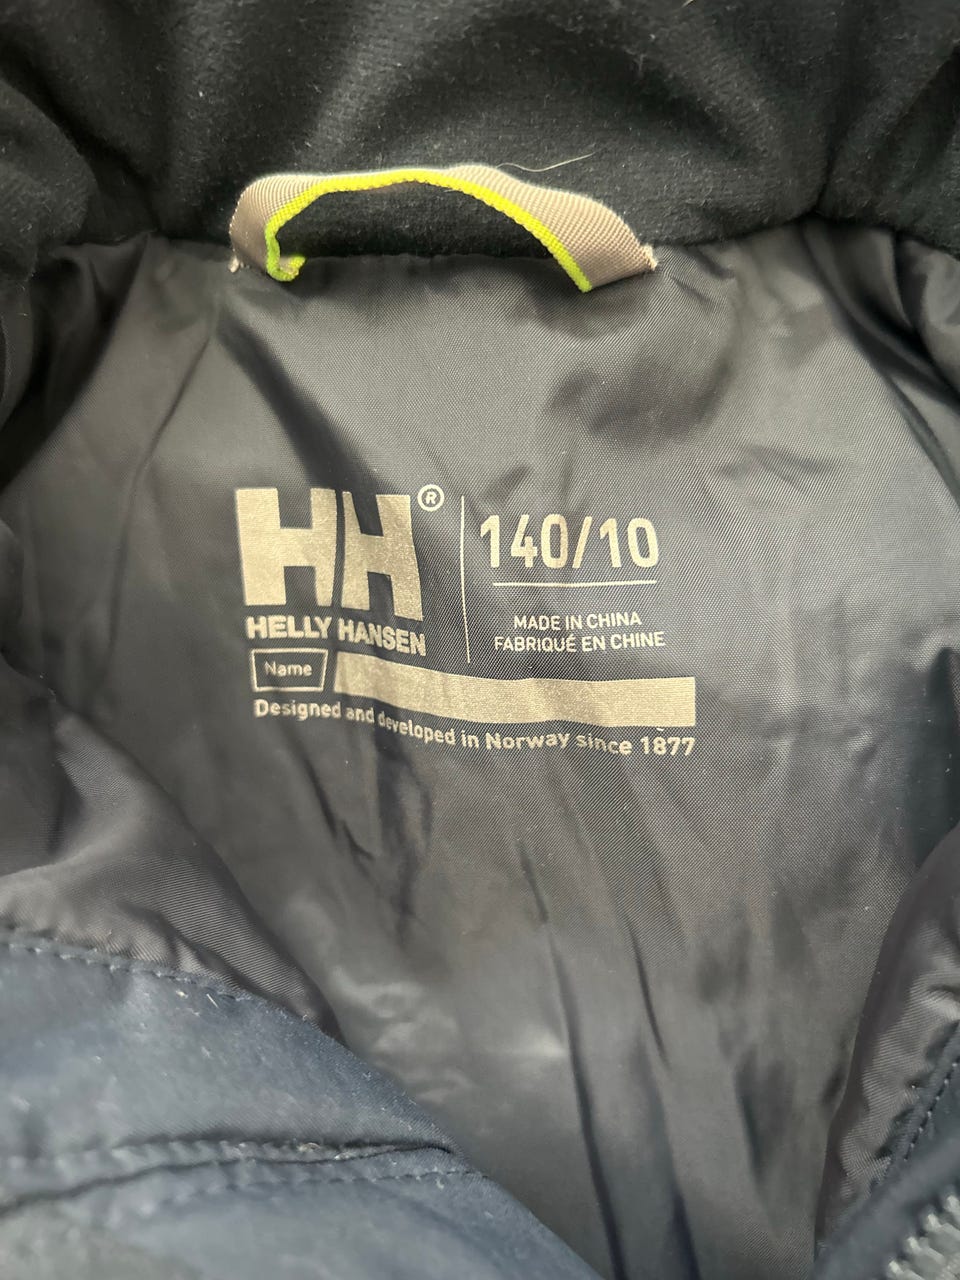 HH®
HELLY HANSEN
140/10
MADE IN CHINA
FABRIQUÉ EN CHINE
Name
Designed and developed in Norway since 1877